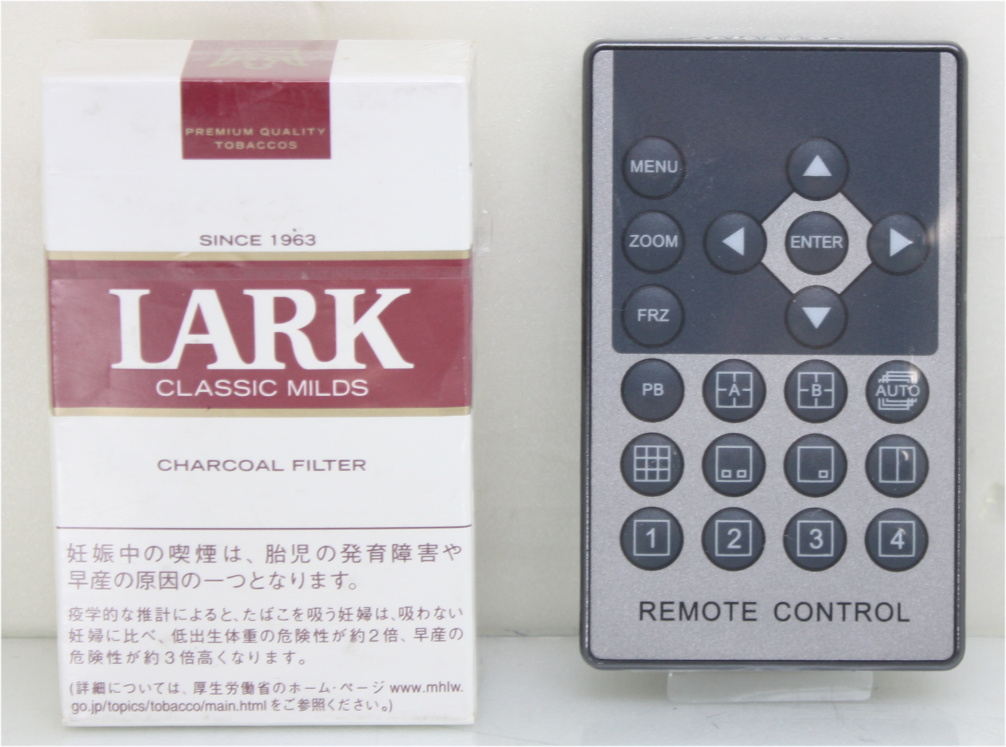 PREMIUM QUALITY
TOBACCOS
SINCE 1963
LARK
CLASSIC MILDS
CHARCOAL FILTER
妊娠中の喫煙は、胎児の発育障害や
早産の原因の一つとなります。
疫学的な推計によると、たばこを吸う妊婦は、吸わない
妊婦に比べ、低出生体重の危険性が約2倍、早産の
危険性が約3倍高くなります。
(詳細については、厚生労働省のホーム・ページ www.mhlw.
go.jp/topics/tobacco/main.html をご参照ください。)
MENU
ZOOM ENTER
FRZ
PB A B AUTO
1 2 3 4
REMOTE CONTROL